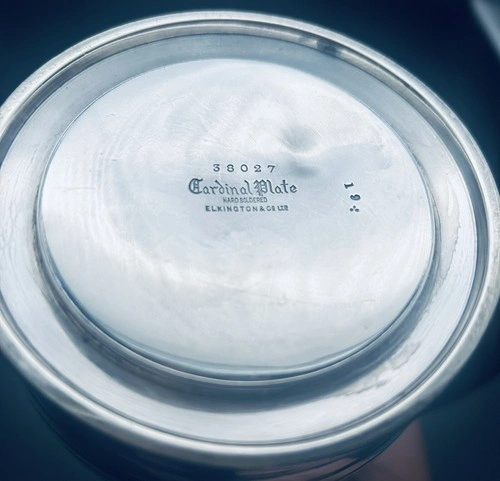 38027
Cardinal Plate
HARD SOLDERED
ELKINGTON & CO LTD
19